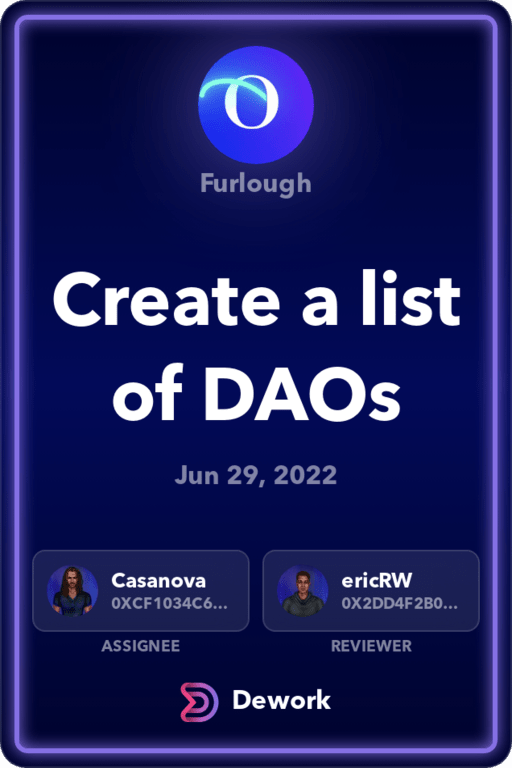 O
Furlough
Create a list
of DAOs
Jun 29, 2022
Casanova
0XCF1034C6...
ericRW
0X2DD4F2B0...
ASSIGNEE
REVIEWER
Dework